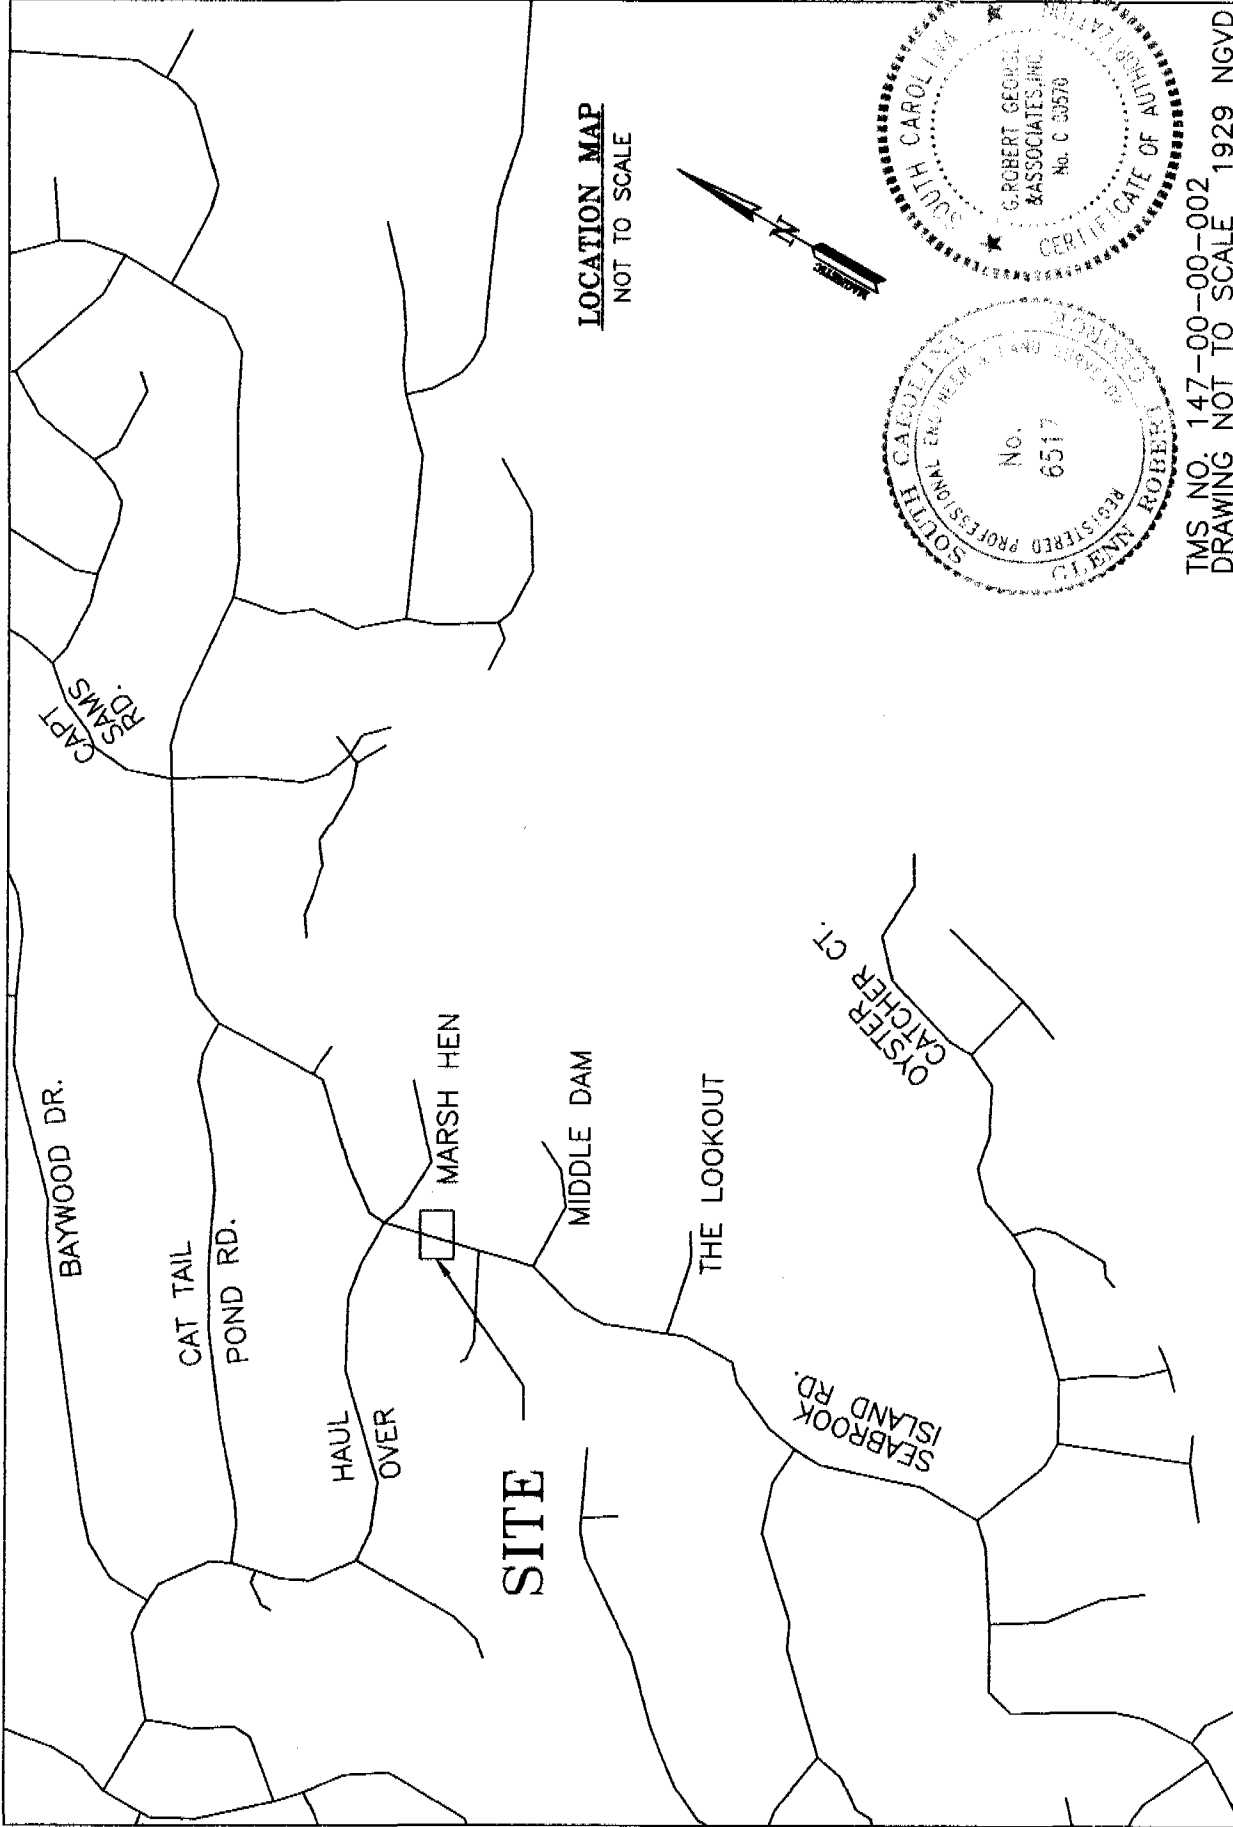 LOCATION MAP
NOT TO SCALE
N
MAGNETIC
CAPT
SAMS
RD.
BAYWOOD DR.
CAT TAIL
POND RD.
HAUL
OVER
MARSH HEN
MIDDLE DAM
THE LOOKOUT
SITE
SEABROOK
ISLAND RD.
OYSTER
CATCHER CT.
SOUTH CAROLINA
REGISTERED PROFESSIONAL ENGINEER & LAND SURVEYOR
No.
6517
GLENN ROBERT GEORGE
SOUTH CAROLINA
G.ROBERT GEORGE
&ASSOCIATES,INC.
No. C 00570
CERTIFICATE OF AUTHORIZATION
TMS NO. 147-00-00-002
DRAWING NOT TO SCALE 1929 NGVD